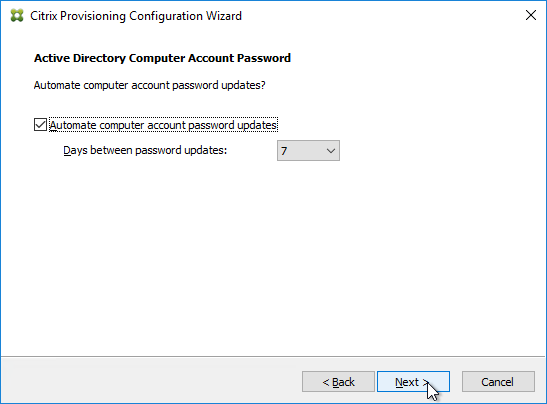 Citrix Provisioning Configuration Wizard
Active Directory Computer Account Password
Automate computer account password updates?
Automate computer account password updates
Days between password updates: 7
< Back Next > Cancel